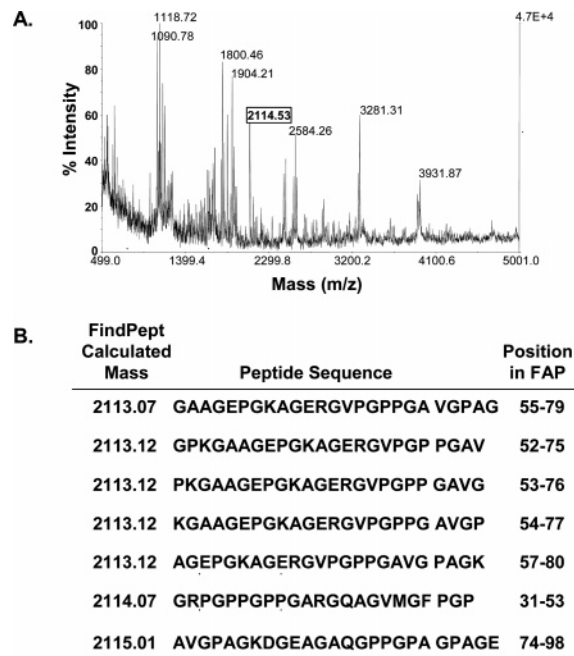 A.
4.7E+4
1118.72
1090.78
1800.46
1904.21
2114.53
2584.26
3281.31
3931.87
% Intensity
100
80
60
40
20
0
499.0 1399.4 2299.8 3200.2 4100.6 5001.0
Mass (m/z)
B.
FindPept
Calculated Position
Mass Peptide Sequence in FAP
2113.07 GAAGEPGKAGERGVPGPPGA VGPAG 55-79
2113.12 GPKGAAGEPGKAGERGVPGP PGAV 52-75
2113.12 PKGAAGEPGKAGERGVPGPP GAVG 53-76
2113.12 KGAAGEPGKAGERGVPGPPG AVGP 54-77
2113.12 AGEPGKAGERGVPGPPGAVG PAGK 57-80
2114.07 GRPGPPGPPGARGQAGVMGF PGP 31-53
2115.01 AVGPAGKDGEAGAQGPPGPA GPAGE 74-98